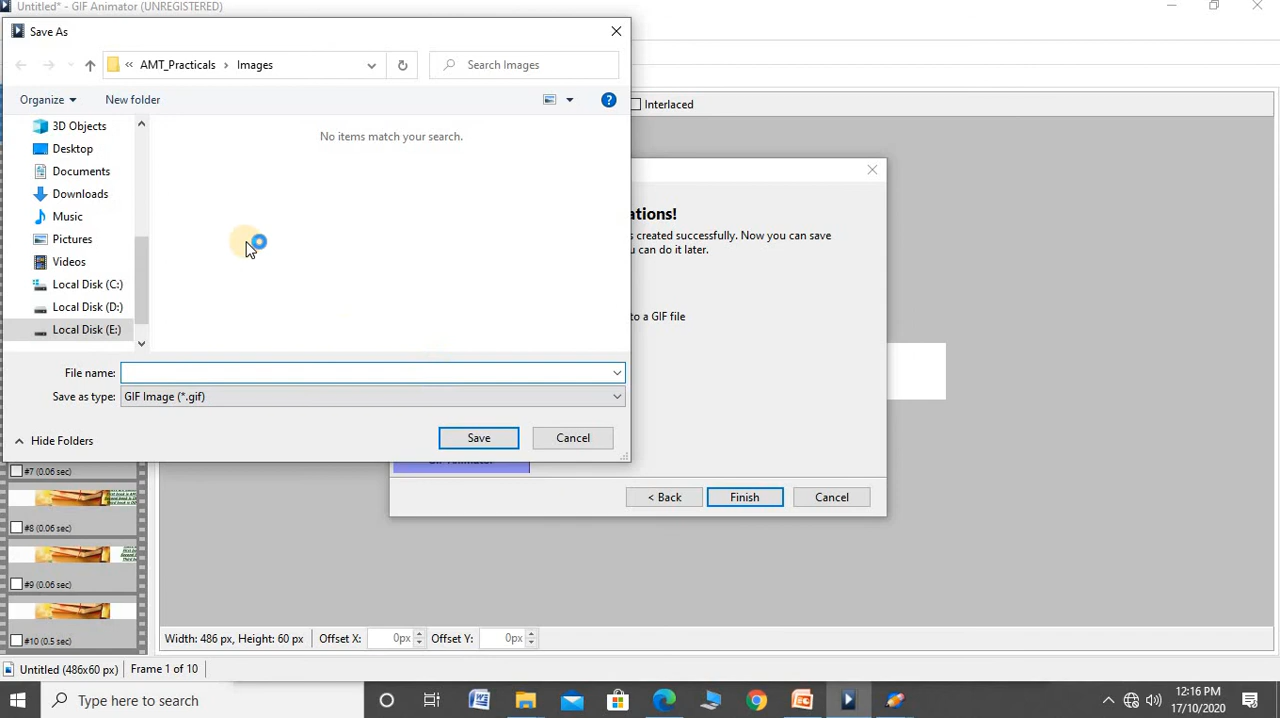 Untitled* - GIF Animator (UNREGISTERED)
Save As
« AMT_Practicals › Images
Search Images
Organize
New folder
Interlaced
3D Objects
Desktop
Documents
Downloads
Music
Pictures
Videos
Local Disk (C:)
Local Disk (D:)
Local Disk (E:)
No items match your search.
ations!
s created successfully. Now you can save
u can do it later.
to a GIF file
File name:
Save as type: GIF Image (*.gif)
Hide Folders
Save
Cancel
< Back
Finish
Cancel
#7 (0.06 sec)
#8 (0.06 sec)
#9 (0.06 sec)
#10 (0.5 sec)
Width: 486 px, Height: 60 px
Offset X: 0px
Offset Y: 0px
Untitled (486x60 px)
Frame 1 of 10
Type here to search
12:16 PM
17/10/2020